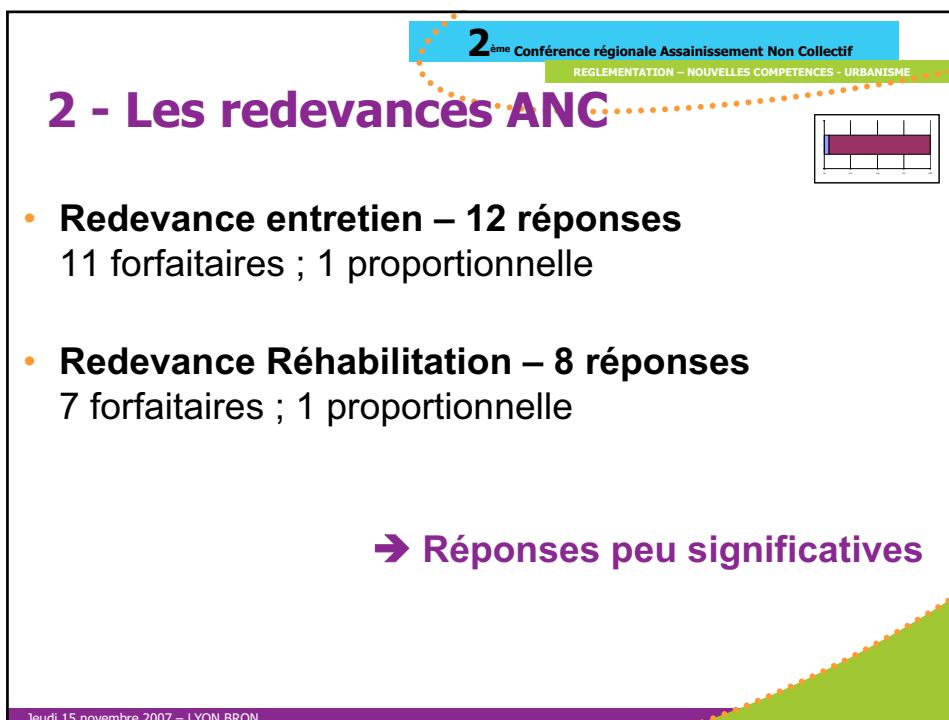 2ème Conférence régionale Assainissement Non Collectif
REGLEMENTATION – NOUVELLES COMPETENCES - URBANISME
2 - Les redevances ANC
• Redevance entretien – 12 réponses
11 forfaitaires ; 1 proportionnelle
• Redevance Réhabilitation – 8 réponses
7 forfaitaires ; 1 proportionnelle
➔ Réponses peu significatives
Jeudi 15 novembre 2007 – LYON BRON